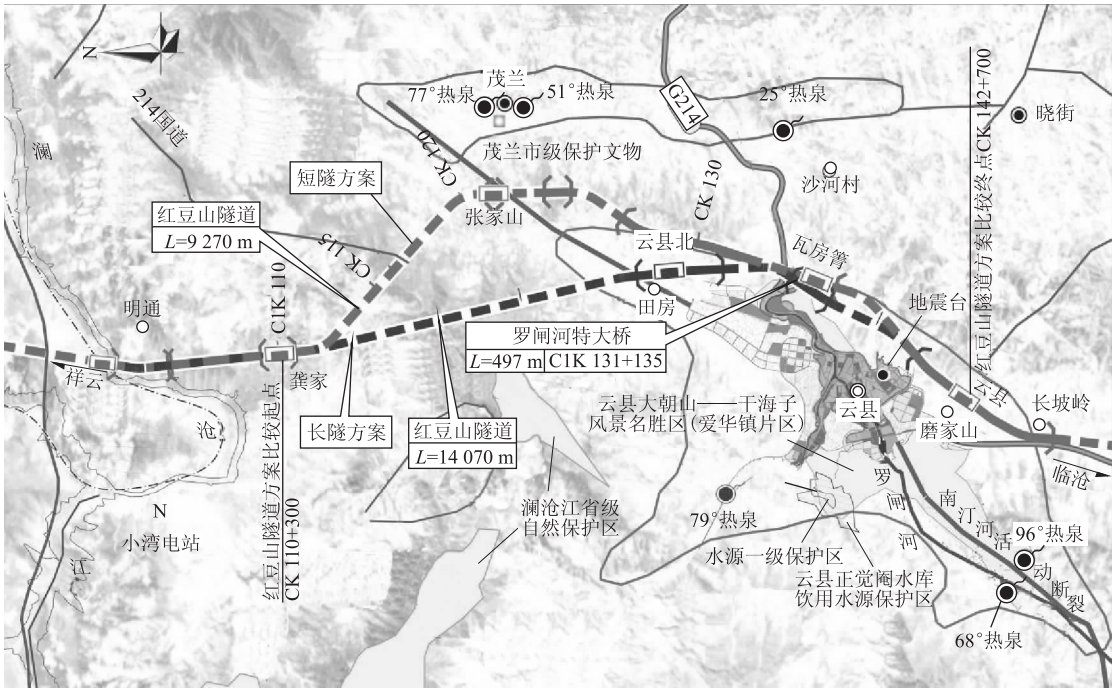 N
澜
沧
江
214国道
77°热泉
茂兰
51°热泉
G214
25°热泉
红豆山隧道方案比较终点CK 142+700
晓街
茂兰市级保护文物
沙河村
CK 120
短隧方案
张家山
CK 130
红豆山隧道
L=9 270 m
CK 115
云县北
瓦房箐
地震台
明通
C1K 110
田房
罗闸河特大桥
L=497 m C1K 131+135
祥云
龚家
长隧方案
红豆山隧道
L=14 070 m
云县大朝山——干海子
风景名胜区(爱华镇片区)
云县
云县
磨家山
长坡岭
临沧
红豆山隧道方案比较起点
CK 110+300
N
小湾电站
澜沧江省级
自然保护区
79°热泉
罗闸河
南汀河活动断裂
水源一级保护区
云县正觉阉水库
饮用水源保护区
96°热泉
68°热泉